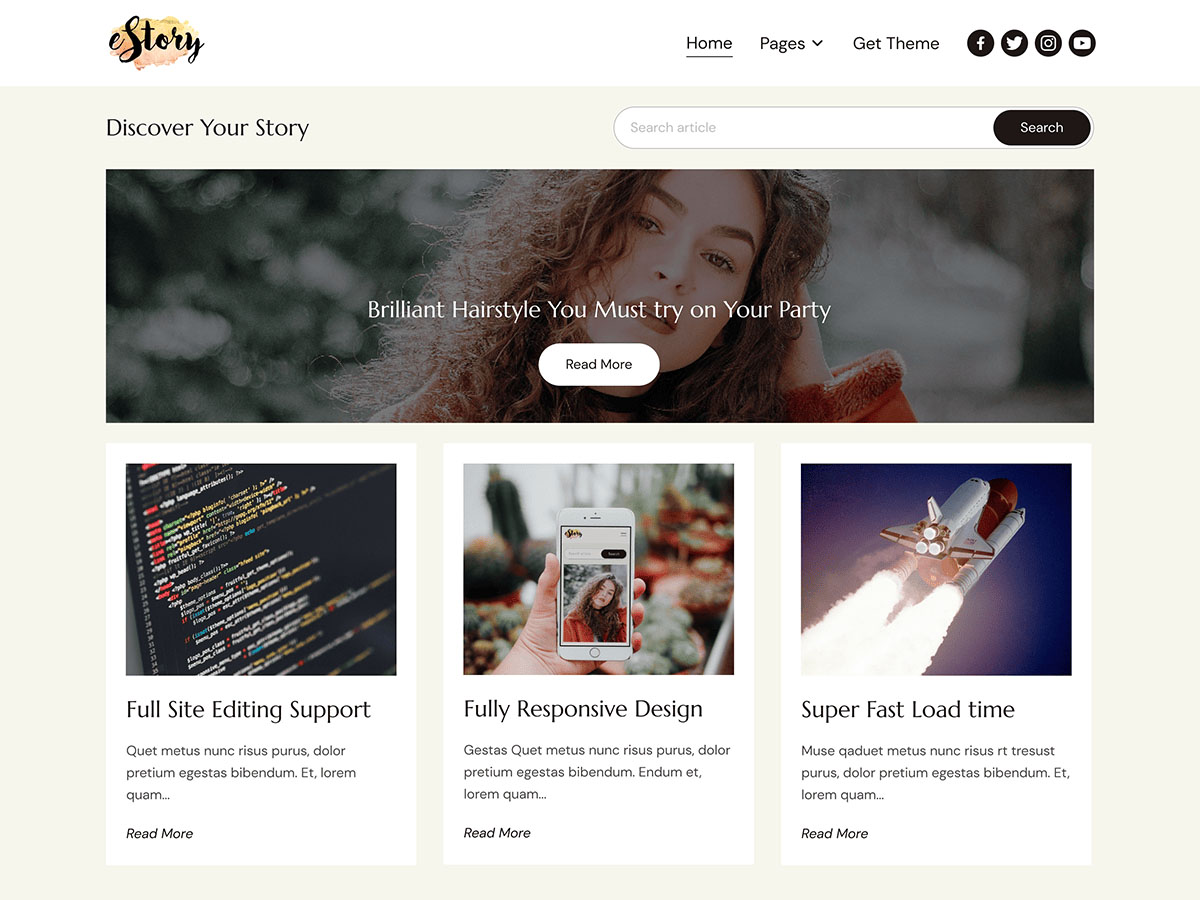 eStory
Home Pages Get Theme
Discover Your Story
Search article Search
Brilliant Hairstyle You Must try on Your Party
Read More
Full Site Editing Support
Quet metus nunc risus purus, dolor
pretium egestas bibendum. Et, lorem
quam...
Read More
Fully Responsive Design
Gestas Quet metus nunc risus purus, dolor
pretium egestas bibendum. Endum et,
lorem quam...
Read More
Super Fast Load time
Muse qaduet metus nunc risus rt tresust
purus, dolor pretium egestas bibendum. Et,
lorem quam...
Read More